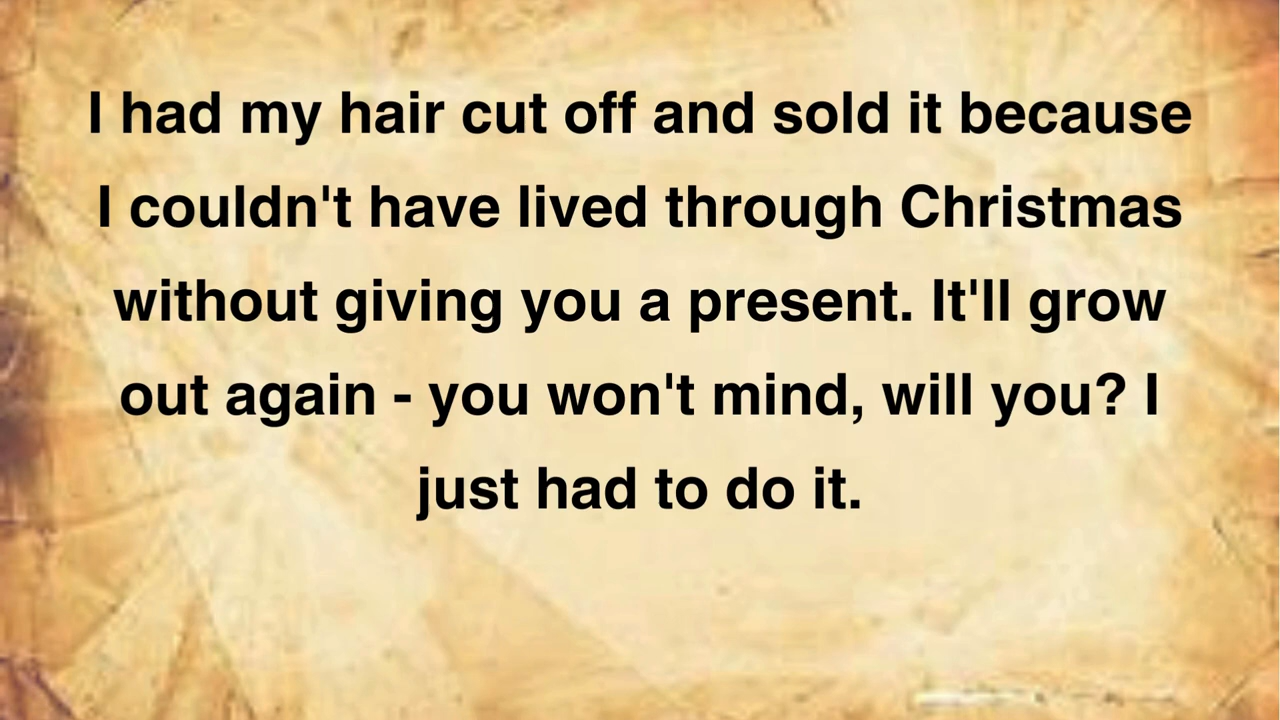 I had my hair cut off and sold it because
I couldn't have lived through Christmas
without giving you a present. It'll grow
out again - you won't mind, will you? I
just had to do it.